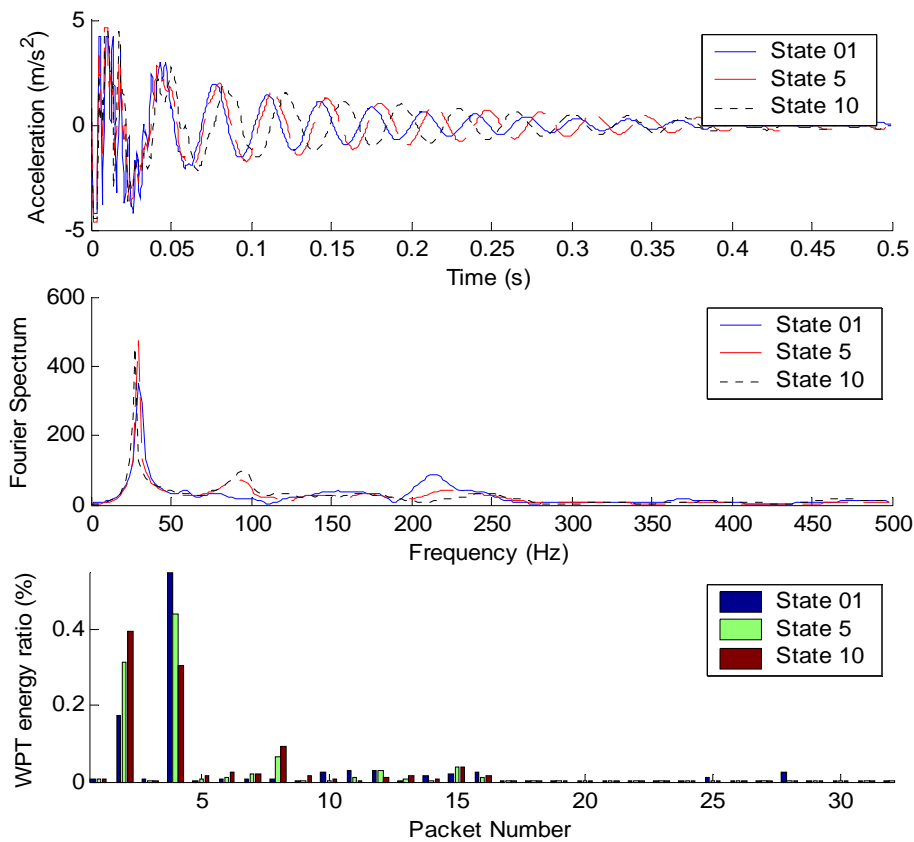 5
0
-5
Acceleration (m/s²)
State 01
State 5
State 10
0 0.05 0.1 0.15 0.2 0.25 0.3 0.35 0.4 0.45 0.5
Time (s)
600
400
200
0
Fourier Spectrum
State 01
State 5
State 10
0 50 100 150 200 250 300 350 400 450 500
Frequency (Hz)
0.4
0.2
0
WPT energy ratio (%)
State 01
State 5
State 10
5 10 15 20 25 30
Packet Number